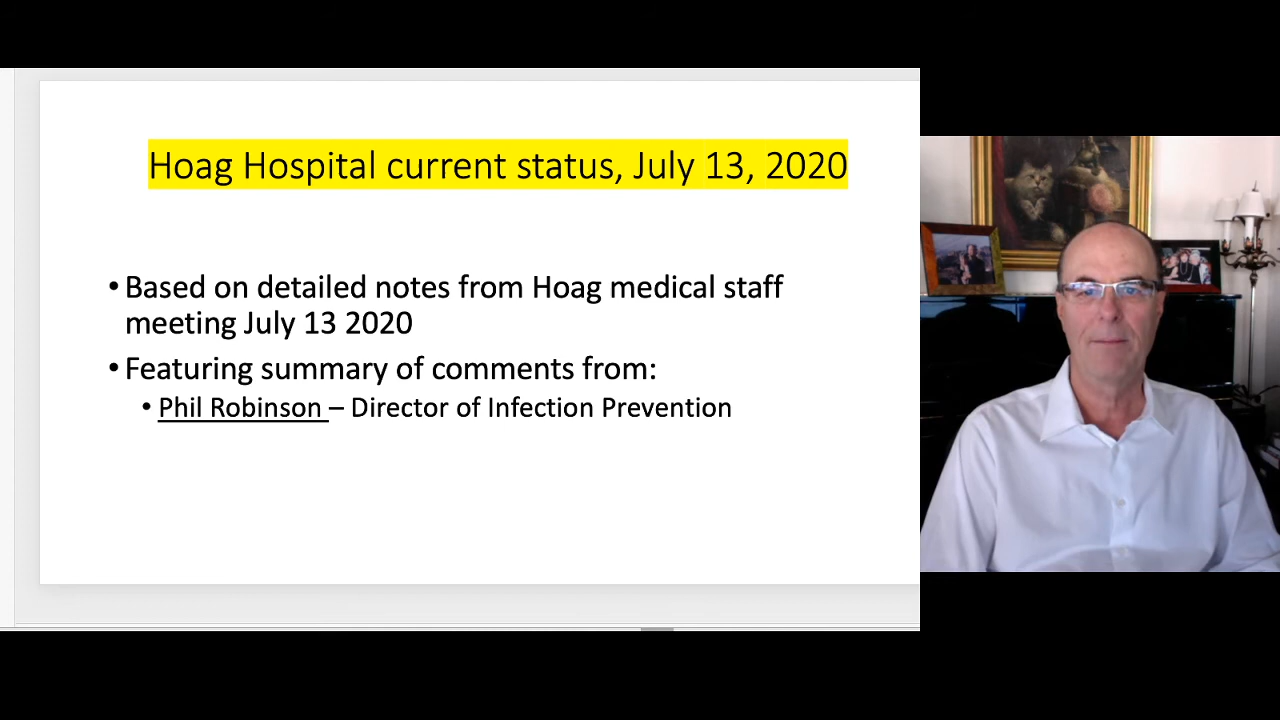 Hoag Hospital current status, July 13, 2020
• Based on detailed notes from Hoag medical staff
meeting July 13 2020
• Featuring summary of comments from:
• Phil Robinson – Director of Infection Prevention